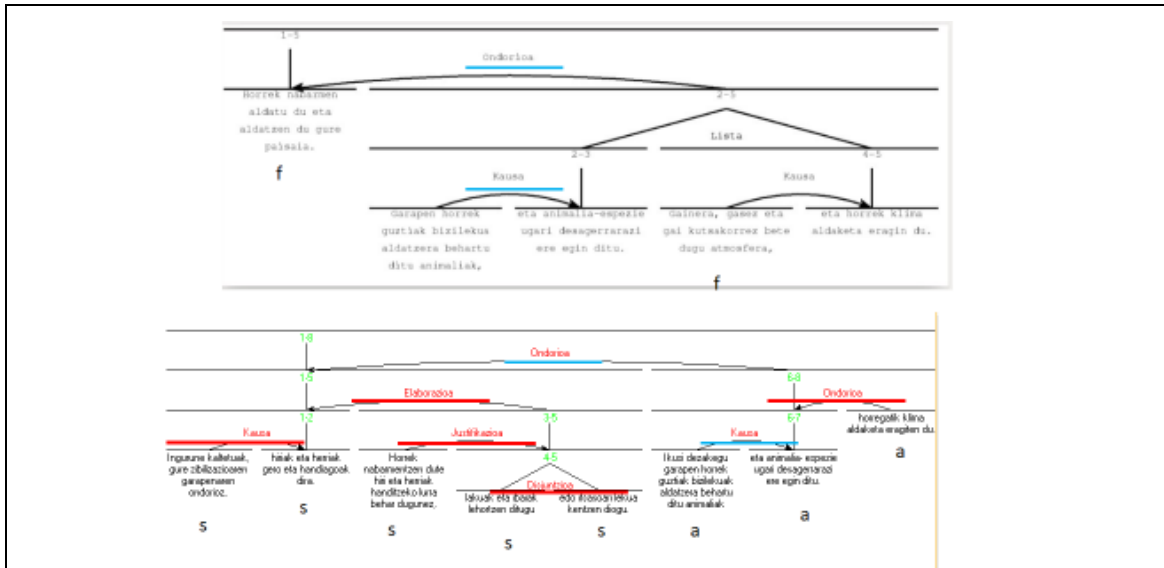 1-5
Ondorioa
Horrek nabarmen
aldatu du eta
aldatzen du gure
paisaia.
2-5
Lista
2-3
4-5
f
Kausa
Kausa
Garapen horrek
guztiak bizilekua
aldatzera behartu
ditu animaliak,
eta animalia-espezie
ugari desagerrarazi
ere egin ditu.
Gainera, gasez eta
gai kutsakorrez bete
dugu atmosfera,
eta horrek klima
aldaketa eragin du.
f
1-8
Ondorioa
1-5
6-8
Elaborazioa
Ondorioa
1-2
3-5
6-7
horregatik klima
aldaketa eragiten du.
Kausa
Justifikazioa
Kausa
a
Ingurune kaltetuak,
gure zibilizazioaren
garapenaren
ondorioz,
hiriak eta herriak
gero eta handiagoak
dira.
Horrek
nabarmentzen dute
hiri eta herriak
handitzeko lurra
behar dugunez,
4-5
Disjuntzioa
lakuak eta ibaiak
lehortzen ditugu
edo itsasoari lekua
kentzen diogu.
Ikusi dezakegu
garapen horrek
guztiak bizilekuak
aldatzera behartu
ditu animaliak
eta animalia- espezie
ugari desagerrarazi
ere egin ditu.
s
s
s
s
s
a
a